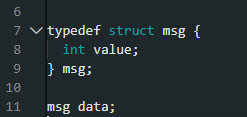 6
7 typedef struct msg {
8   int value;
9 } msg;
10
11 msg data;